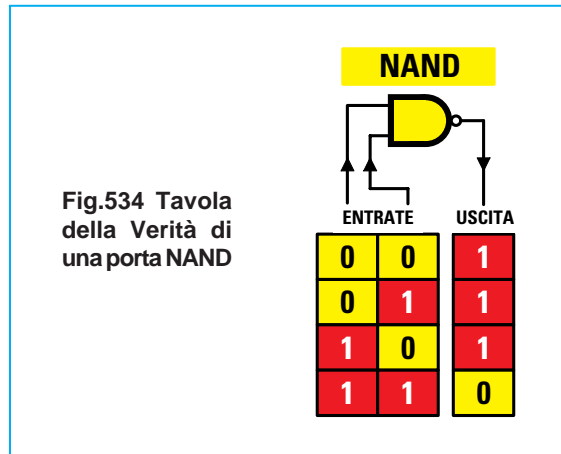 NAND
Fig.534 Tavola
della Verità di
una porta NAND
ENTRATE USCITA
0 0 1
0 1 1
1 0 1
1 1 0